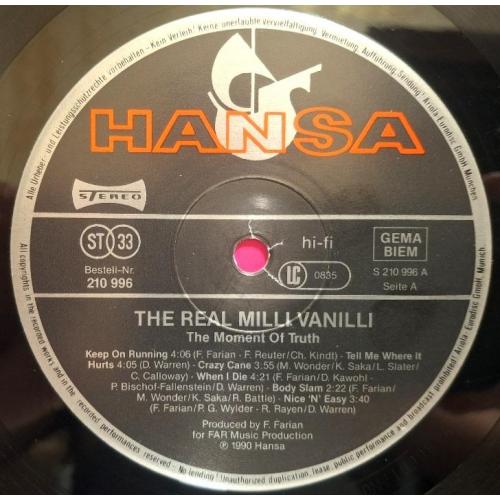 Alle Urheber- und Leistungsschutzrechte vorbehalten - Kein Verleih! Keine unerlaubte Vervielfältigung, Vermietung, Aufführung, Sendung! Ariola Eurodisc GmbH, München
HANSA
STEREO
ST 33
Bestell-Nr.
210 996
hi-fi
LC 0835
GEMA
BIEM
S 210 996 A
Seite A
THE REAL MILLI VANILLI
The Moment Of Truth
Keep On Running 4:06 (F. Farian - F. Reuter/Ch. Kindt) - Tell Me Where It
Hurts 4:05 (D. Warren) - Crazy Cane 3:55 (M. Wonder/K. Saka/L. Slater/
C. Calloway) - When I Die 4:21 (F. Farian/D. Kawohl -
P. Bischof-Fallenstein/D. Warren) - Body Slam 2:22 (F. Farian/
M. Wonder/K. Saka/R. Battle) - Nice 'N' Easy 3:40
(F. Farian/P. G. Wylder - R. Rayen/D. Warren)
Produced by F. Farian
for FAR Music Production
℗ 1990 Hansa
All copyrights in the recorded works and in the recorded performances reserved - No lending! Unauthorized duplication, lease, public performance and broadcast prohibited! Ariola Eurodisc GmbH, Munich